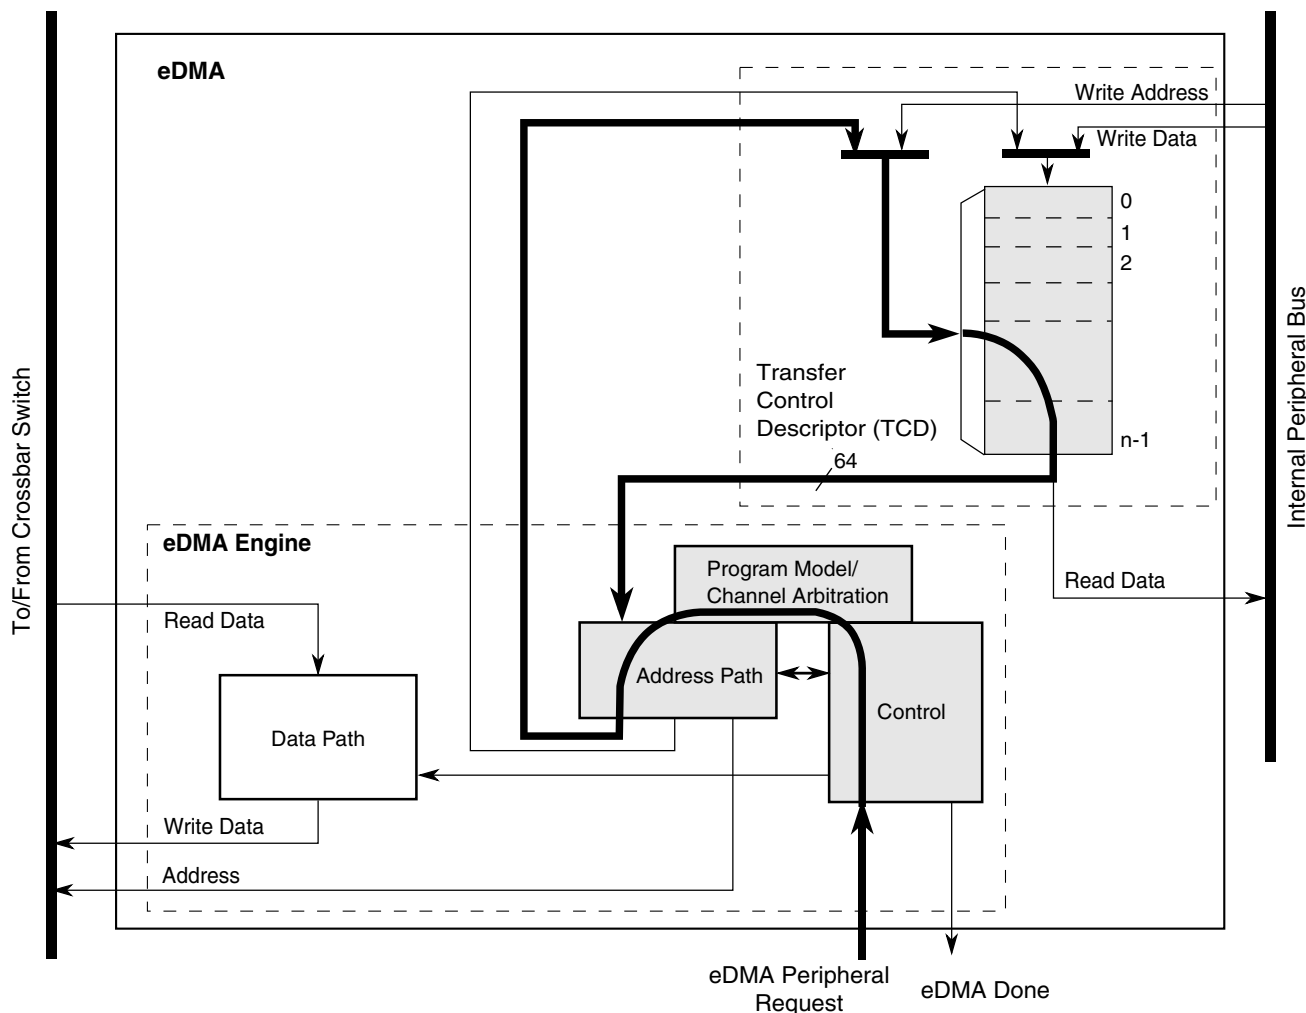 eDMA
Write Address
Write Data
0
1
2
n-1
Transfer
Control
Descriptor (TCD)
64
To/From Crossbar Switch
Internal Peripheral Bus
eDMA Engine
Program Model/
Channel Arbitration
Read Data
Read Data
Address Path
Control
Data Path
Write Data
Address
eDMA Peripheral
Request
eDMA Done